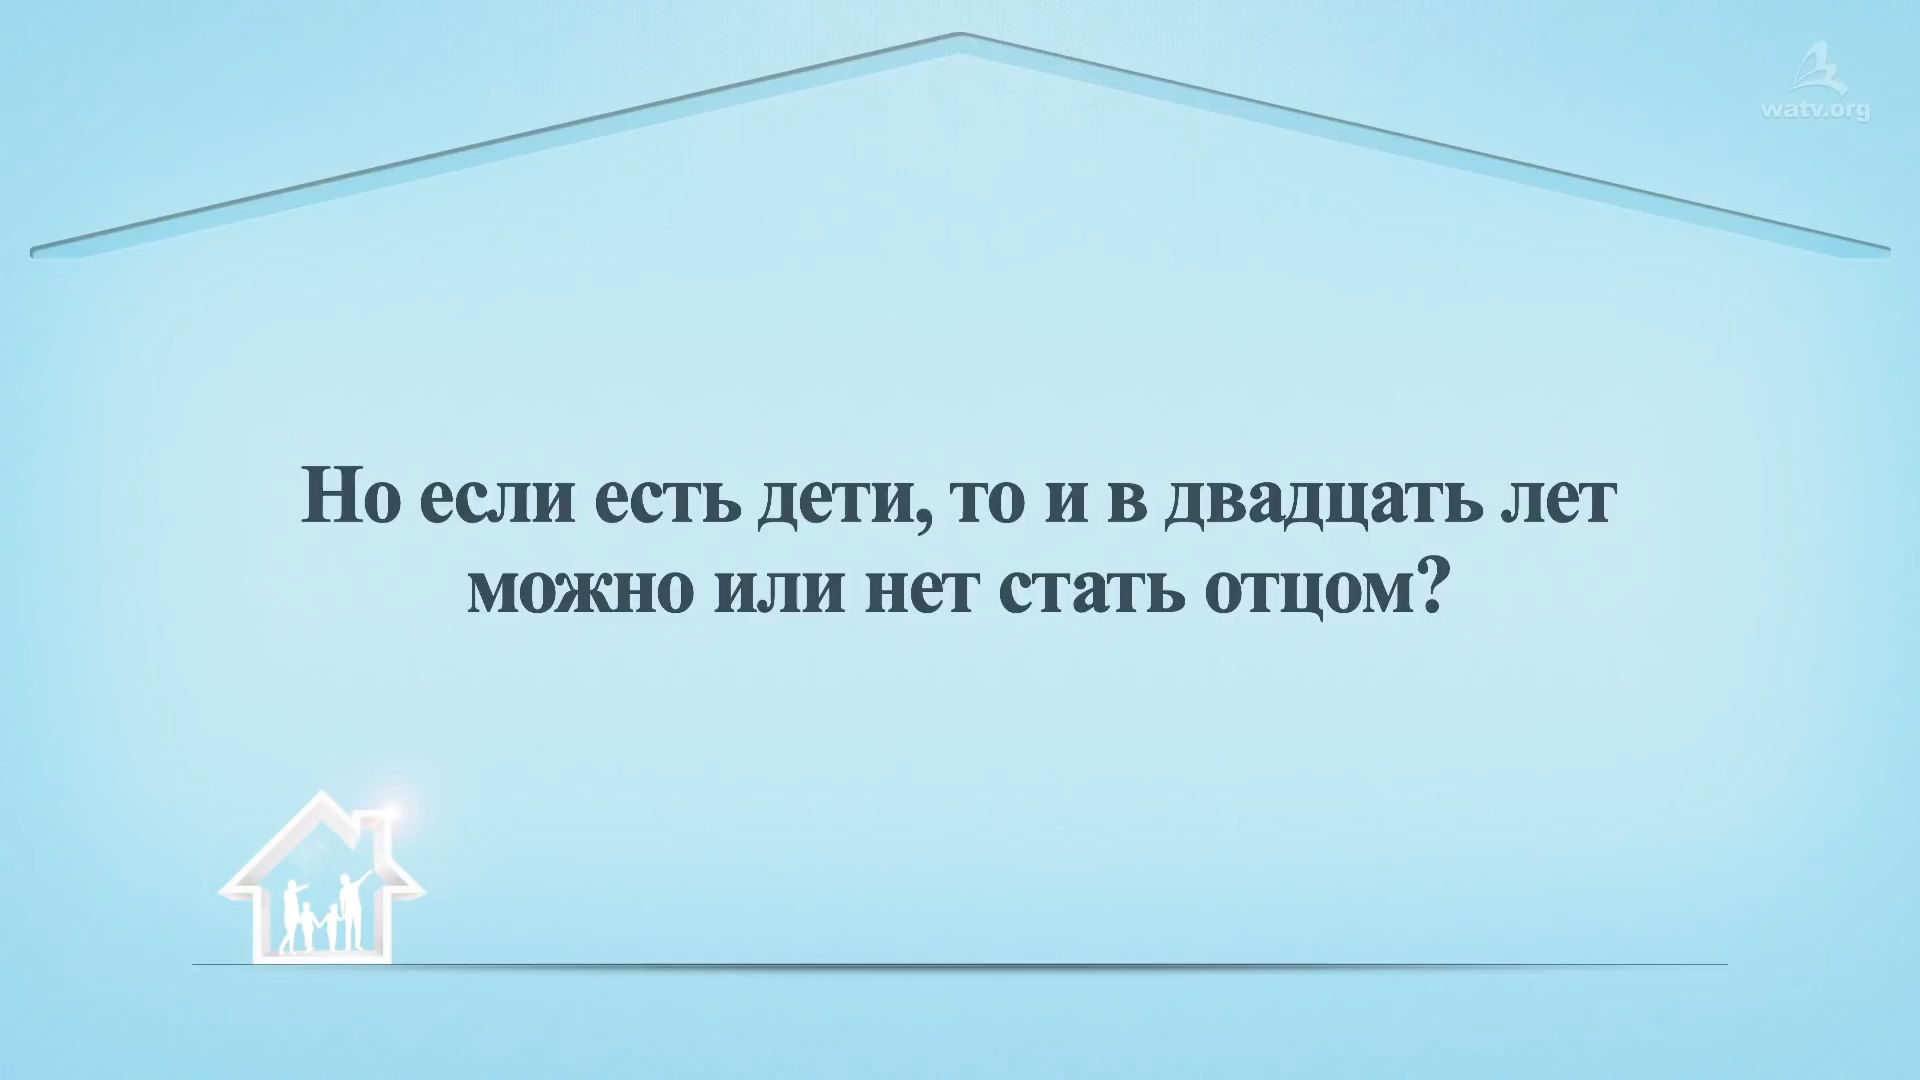 watv.org
Но если есть дети, то и в двадцать лет
можно или нет стать отцом?